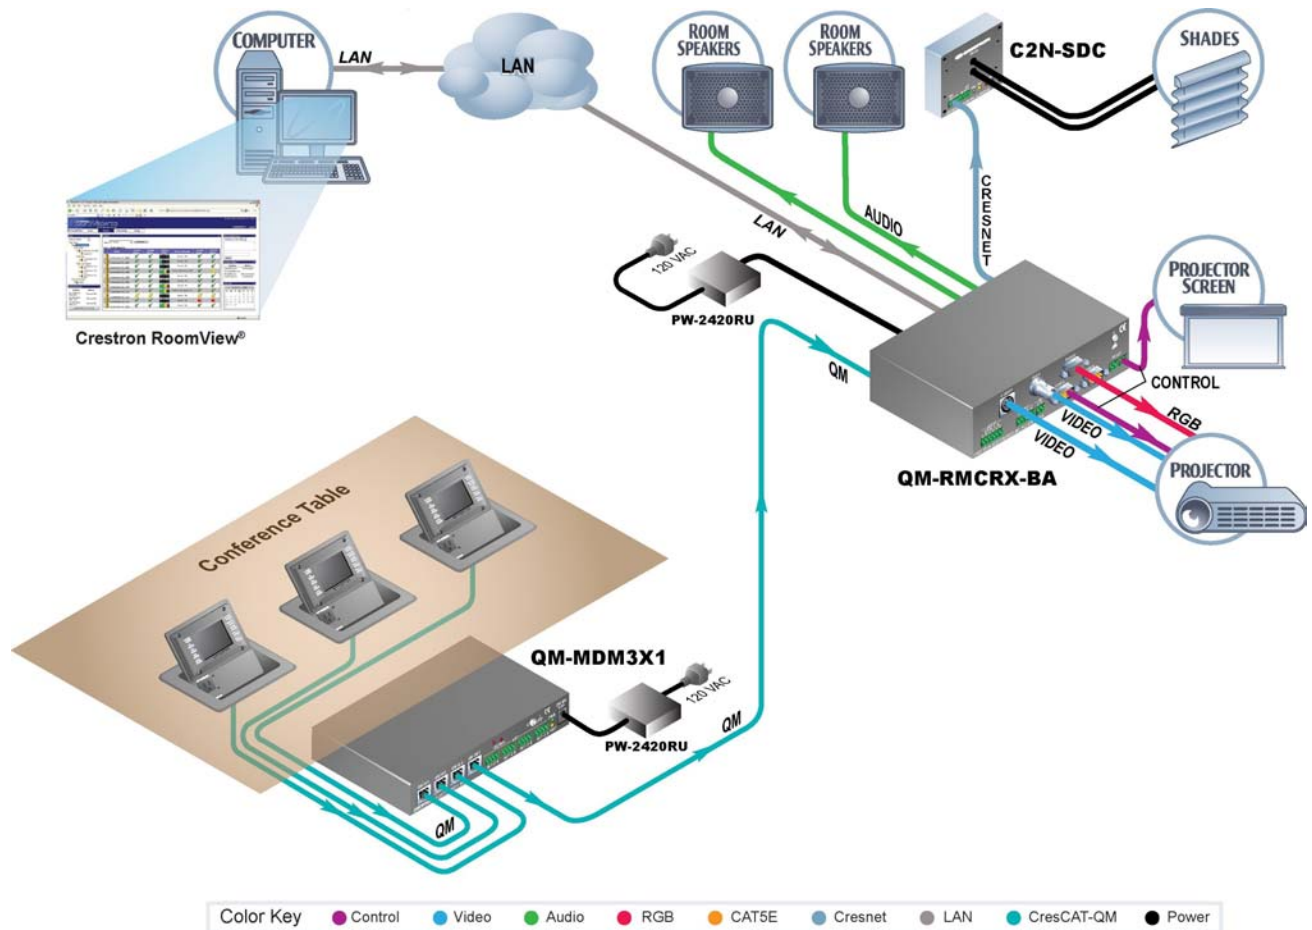 COMPUTER
LAN
LAN
ROOM
SPEAKERS
ROOM
SPEAKERS
C2N-SDC
SHADES
CRESNET
AUDIO
LAN
120 VAC
PW-2420RU
Crestron RoomView®
QM
PROJECTOR
SCREEN
CONTROL
RGB
VIDEO
VIDEO
QM-RMCRX-BA
PROJECTOR
Conference Table
QM-MDM3X1
120 VAC
PW-2420RU
QM
QM
Color Key Control Video Audio RGB CAT5E Cresnet LAN CresCAT-QM Power